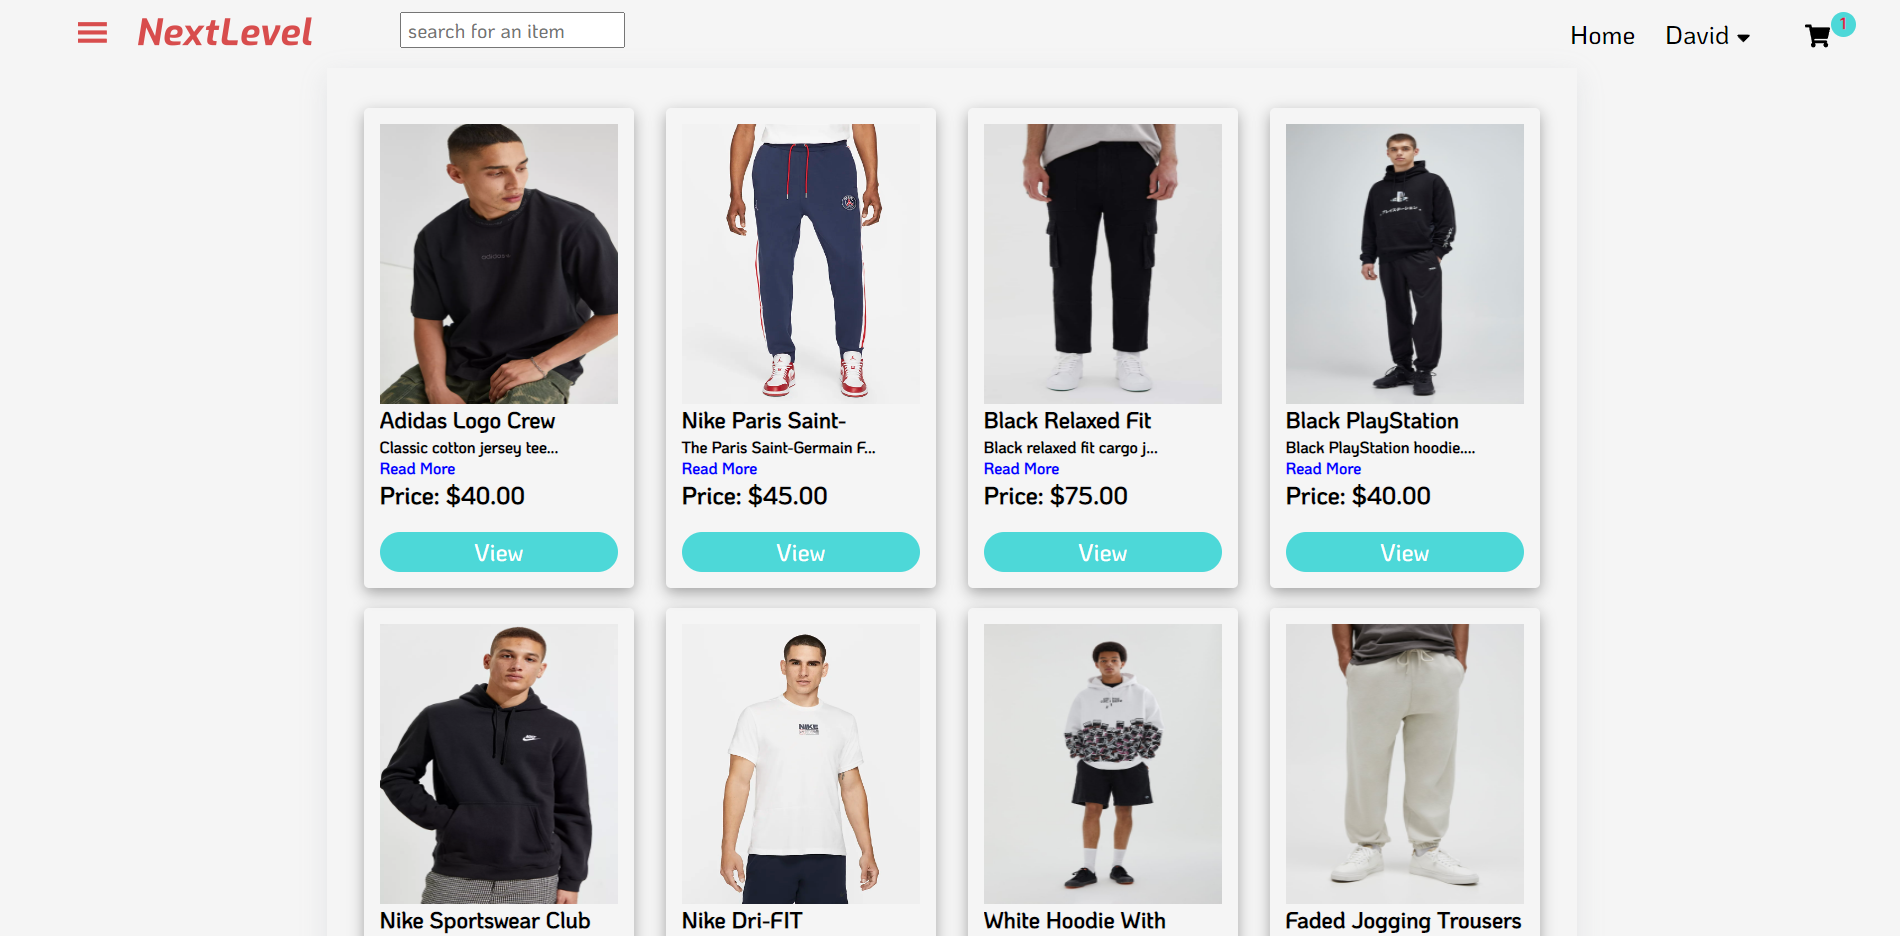 NextLevel
search for an item
Home
David
1
adidas
Adidas Logo Crew
Classic cotton jersey tee...
Read More
Price: $40.00
View
Nike Paris Saint-
The Paris Saint-Germain F...
Read More
Price: $45.00
View
Black Relaxed Fit
Black relaxed fit cargo j...
Read More
Price: $75.00
View
Black PlayStation
Black PlayStation hoodie....
Read More
Price: $40.00
View
NIKE
Nike Sportswear Club
Nike Dri-FIT
White Hoodie With
Faded Jogging Trousers